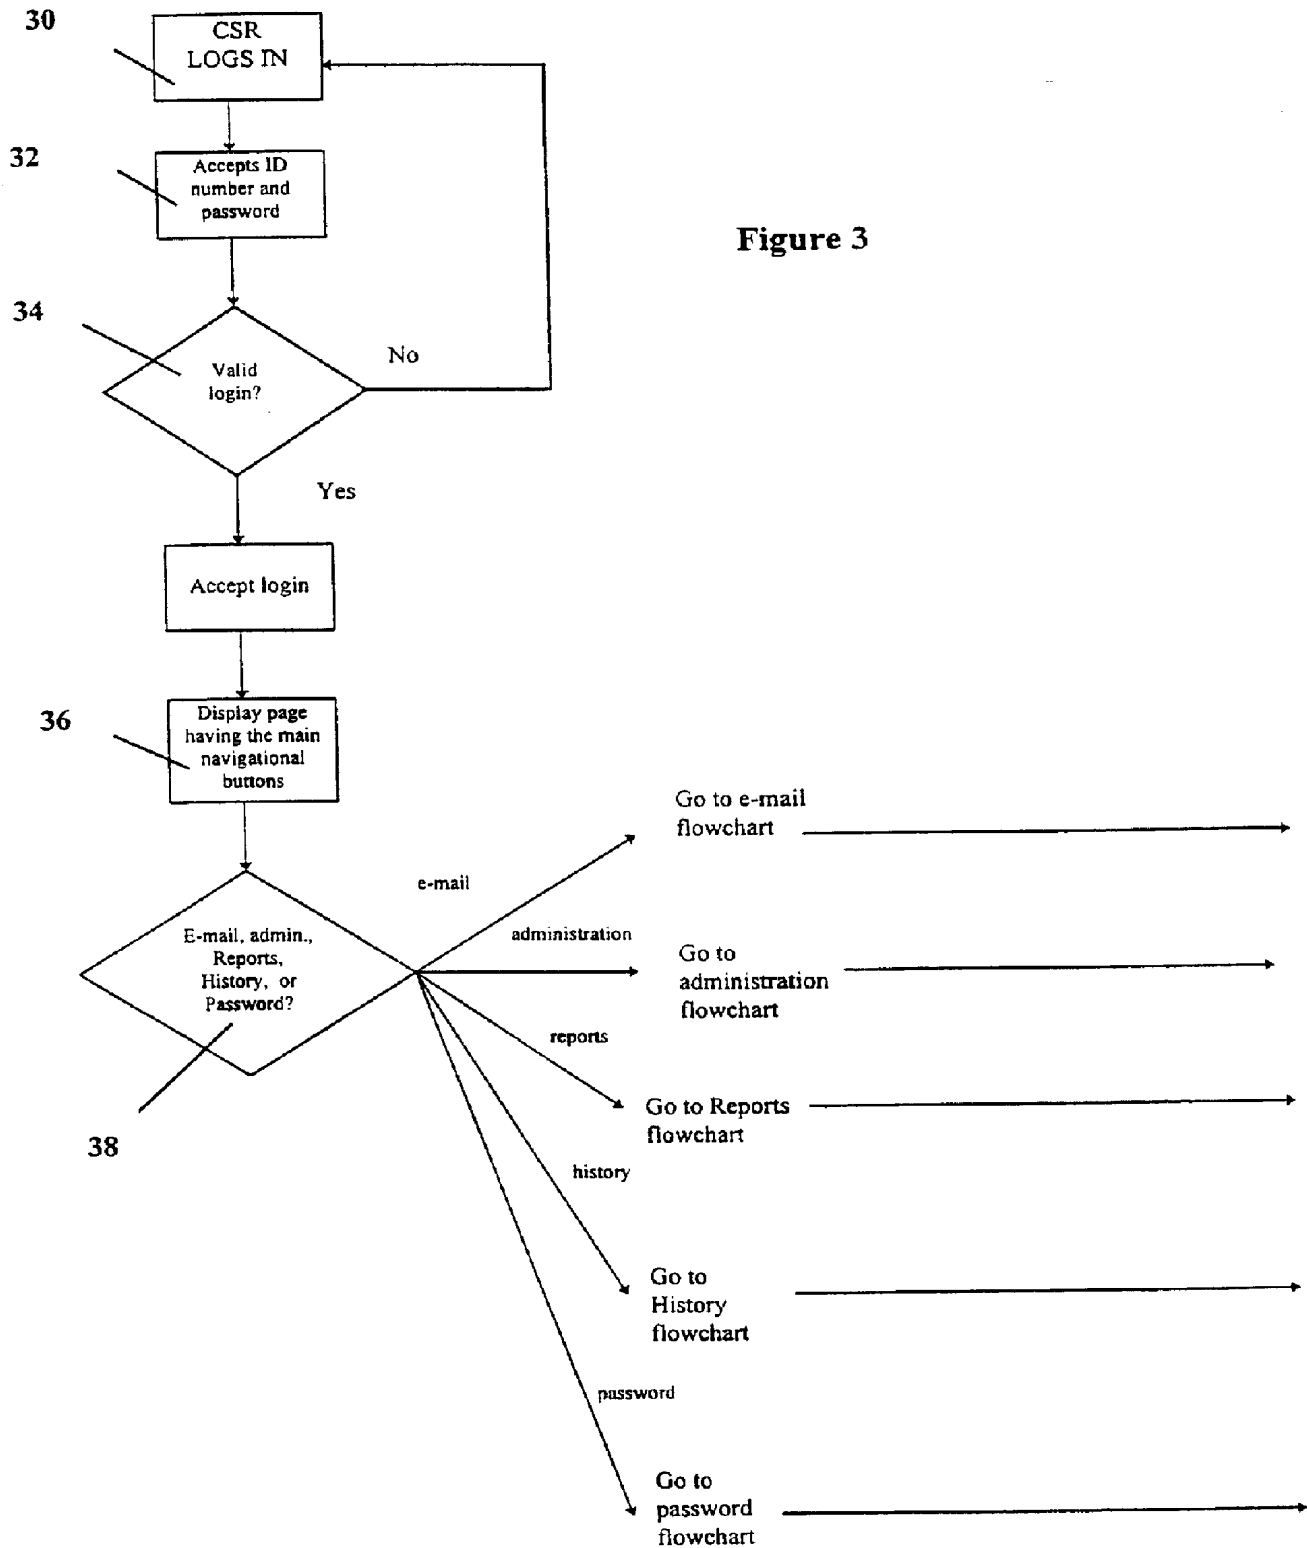 30
CSR
LOGS IN
32
Accepts ID
number and
password
Figure 3
34
Valid
login?
No
Yes
Accept login
36
Display page
having the main
navigational
buttons
Go to e-mail
flowchart
e-mail
E-mail, admin.,
Reports,
History, or
Password?
administration
Go to
administration
flowchart
reports
Go to Reports
flowchart
38
history
Go to
History
flowchart
password
Go to
password
flowchart